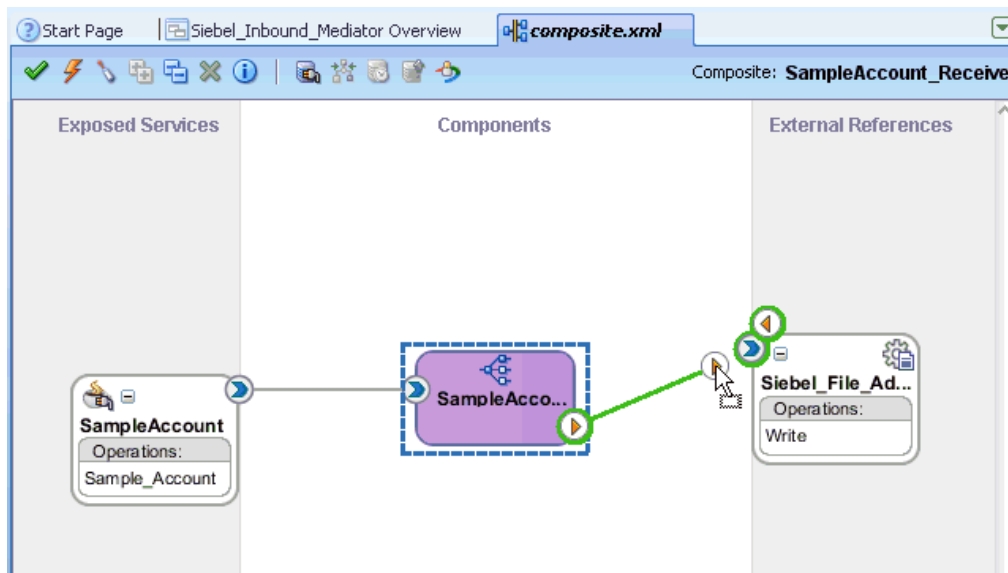 Start Page
Siebel_Inbound_Mediator Overview
composite.xml
Composite: SampleAccount_Receive
Exposed Services
Components
External References
SampleAccount
Operations:
Sample_Account
SampleAcco...
Siebel_File_Ad...
Operations:
Write